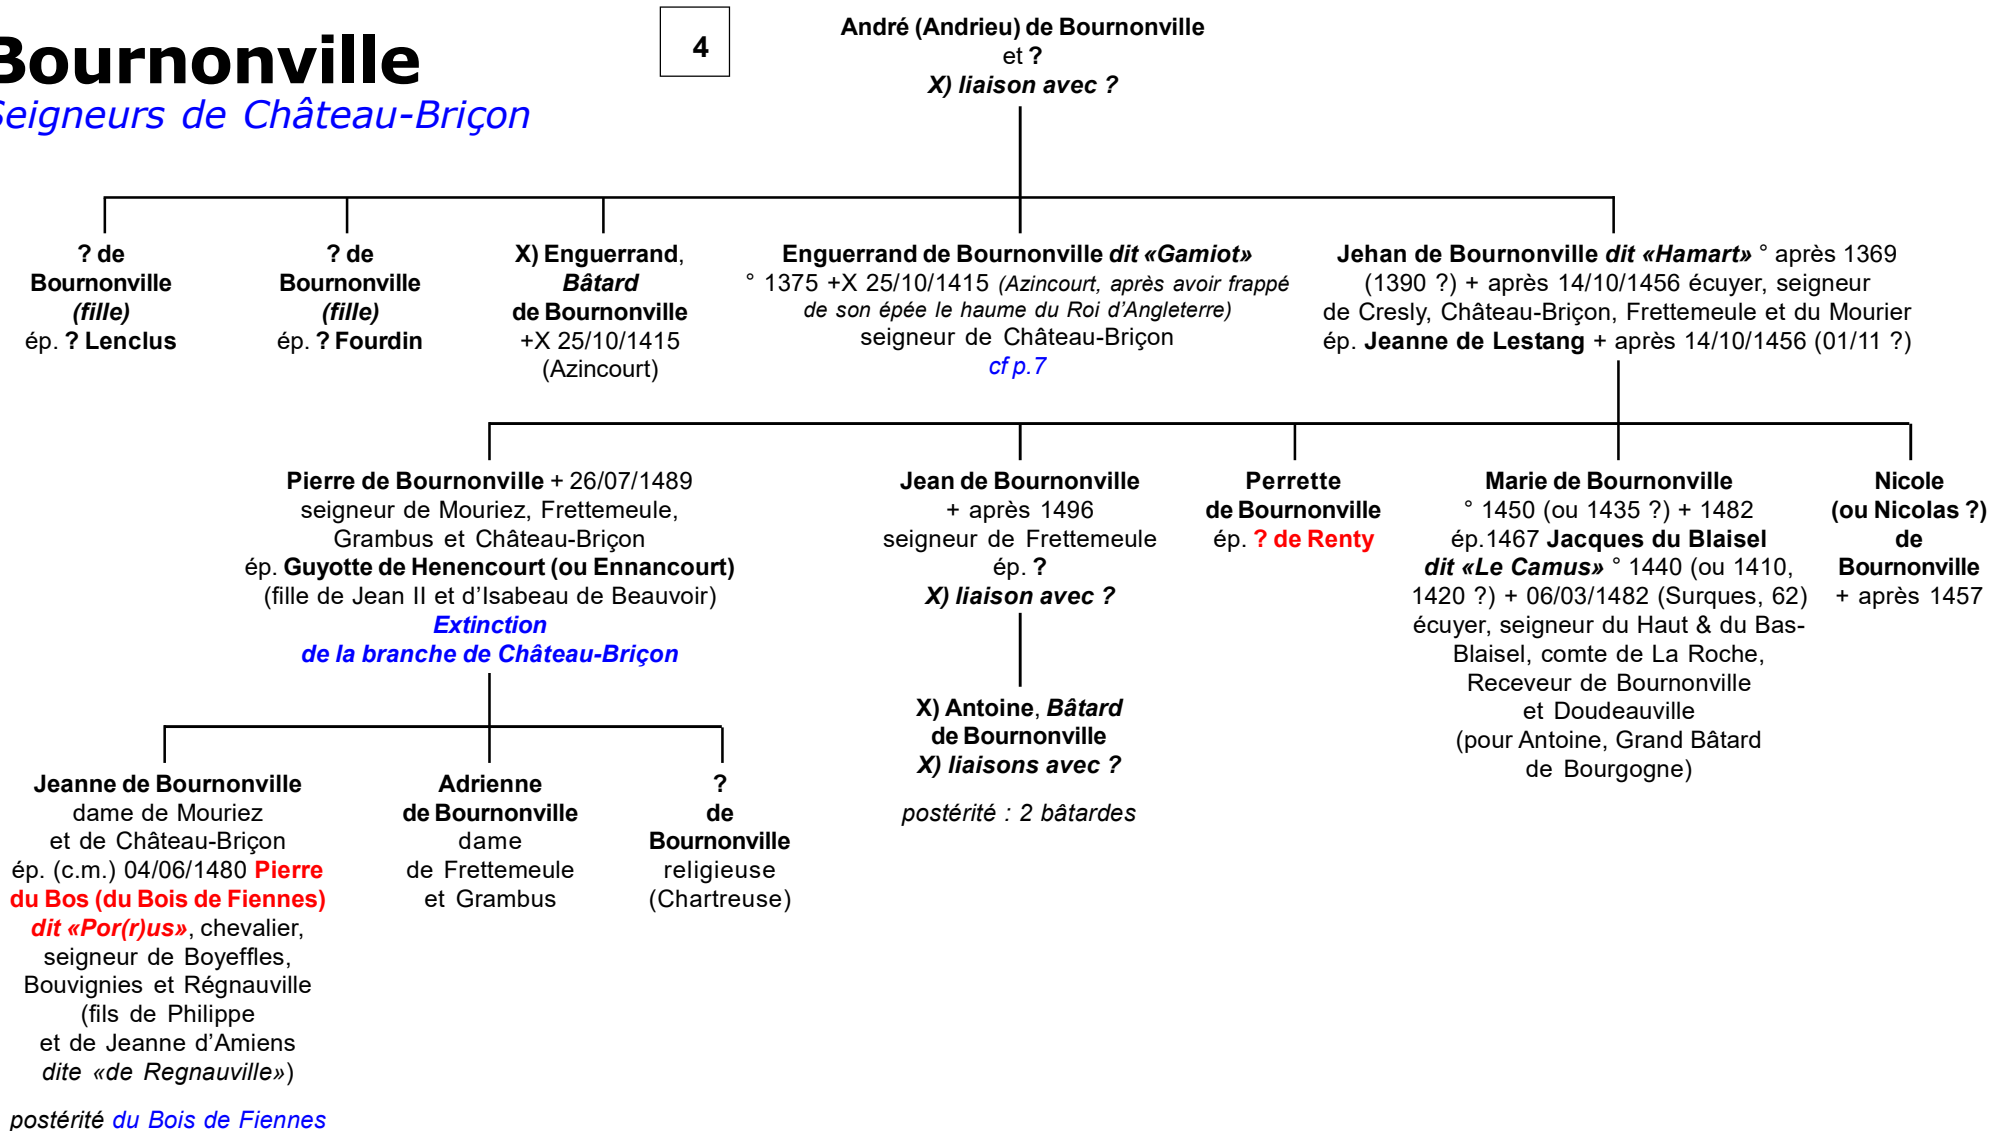 Bournonville
Seigneurs de Château-Briçon
4
André (Andrieu) de Bournonville
et ?
X) liaison avec ?
? de
Bournonville
(fille)
ép. ? Lenclus
? de
Bournonville
(fille)
ép. ? Fourdin
X) Enguerrand,
Bâtard
de Bournonville
+X 25/10/1415
(Azincourt)
Enguerrand de Bournonville dit «Gamiot»
° 1375 +X 25/10/1415 (Azincourt, après avoir frappé
de son épée le haume du Roi d’Angleterre)
seigneur de Château-Briçon
cf p.7
Jehan de Bournonville dit «Hamart» ° après 1369
(1390 ?) + après 14/10/1456 écuyer, seigneur
de Cresly, Château-Briçon, Frettemeule et du Mourier
ép. Jeanne de Lestang + après 14/10/1456 (01/11 ?)
Pierre de Bournonville + 26/07/1489
seigneur de Mouriez, Frettemeule,
Grambus et Château-Briçon
ép. Guyotte de Henencourt (ou Ennancourt)
(fille de Jean II et d’Isabeau de Beauvoir)
Extinction
de la branche de Château-Briçon
Jean de Bournonville
+ après 1496
seigneur de Frettemeule
ép. ?
X) liaison avec ?
Perrette
de Bournonville
ép. ? de Renty
Marie de Bournonville
° 1450 (ou 1435 ?) + 1482
ép.1467 Jacques du Blaisel
dit «Le Camus» ° 1440 (ou 1410,
1420 ?) + 06/03/1482 (Surques, 62)
écuyer, seigneur du Haut & du Bas-
Blaisel, comte de La Roche,
Receveur de Bournonville
et Doudeauville
(pour Antoine, Grand Bâtard
de Bourgogne)
Nicole
(ou Nicolas ?)
de
Bournonville
+ après 1457
X) Antoine, Bâtard
de Bournonville
X) liaisons avec ?
postérité : 2 bâtardes
Jeanne de Bournonville
dame de Mouriez
et de Château-Briçon
ép. (c.m.) 04/06/1480 Pierre
du Bos (du Bois de Fiennes)
dit «Por(r)us», chevalier,
seigneur de Boyeffles,
Bouvignies et Régnauville
(fils de Philippe
et de Jeanne d’Amiens
dite «de Regnauville»)
postérité du Bois de Fiennes
Adrienne
de Bournonville
dame
de Frettemeule
et Grambus
?
de
Bournonville
religieuse
(Chartreuse)